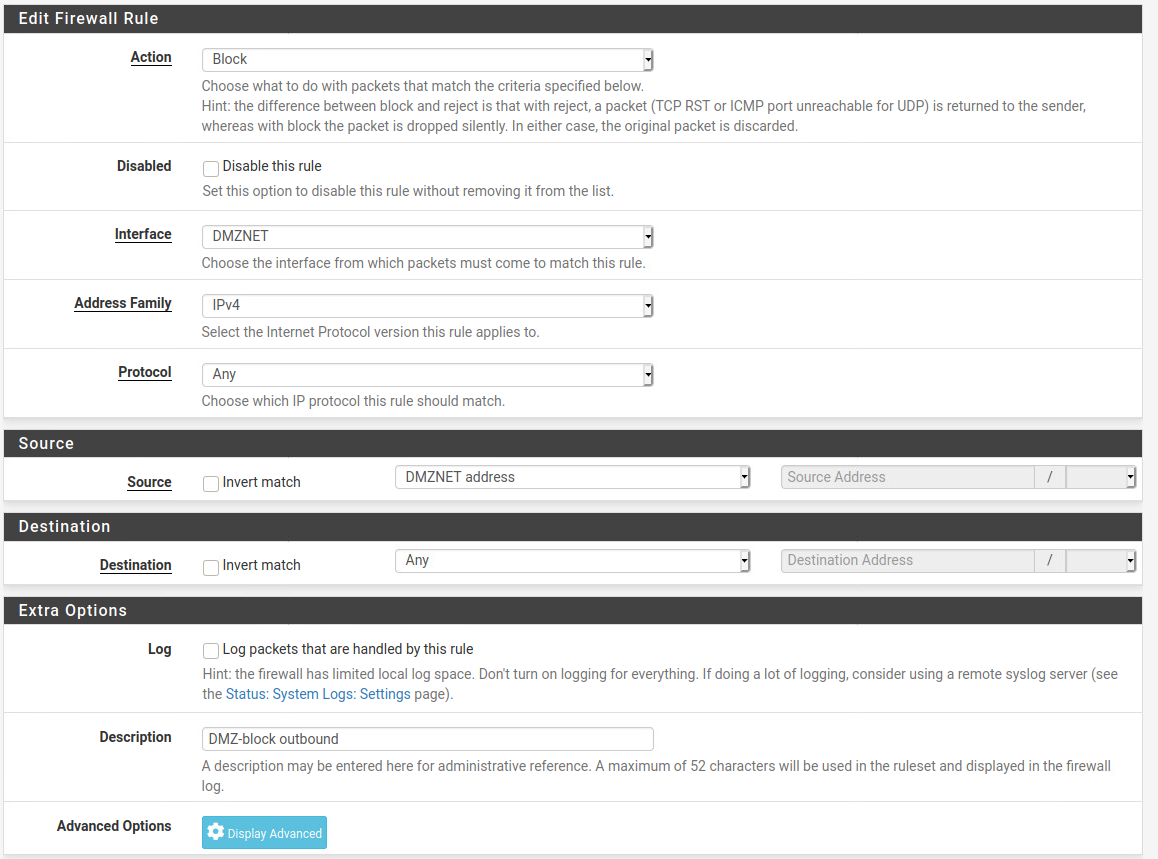 Edit Firewall Rule
Action Block
Choose what to do with packets that match the criteria specified below.
Hint: the difference between block and reject is that with reject, a packet (TCP RST or ICMP port unreachable for UDP) is returned to the sender,
whereas with block the packet is dropped silently. In either case, the original packet is discarded.
Disabled Disable this rule
Set this option to disable this rule without removing it from the list.
Interface DMZNET
Choose the interface from which packets must come to match this rule.
Address Family IPv4
Select the Internet Protocol version this rule applies to.
Protocol Any
Choose which IP protocol this rule should match.
Source
Source Invert match DMZNET address Source Address /
Destination
Destination Invert match Any Destination Address /
Extra Options
Log Log packets that are handled by this rule
Hint: the firewall has limited local log space. Don't turn on logging for everything. If doing a lot of logging, consider using a remote syslog server (see
the Status: System Logs: Settings page).
Description DMZ-block outbound
A description may be entered here for administrative reference. A maximum of 52 characters will be used in the ruleset and displayed in the firewall
log.
Advanced Options Display Advanced